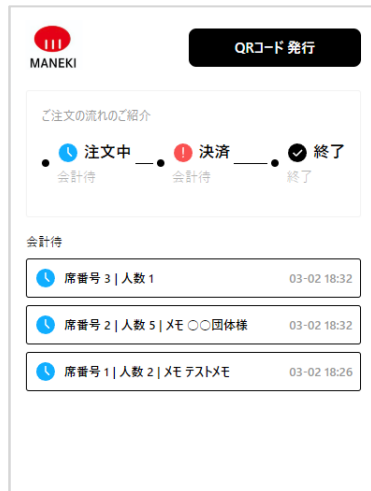 MANEKI
QRコード 発行
ご注文の流れのご紹介
注文中
決済
終了
会計待
会計待
終了
会計待
席番号 3 | 人数 1 03-02 18:32
席番号 2 | 人数 5 | メモ 〇〇団体様 03-02 18:32
席番号 1 | 人数 2 | メモ テストメモ 03-02 18:26